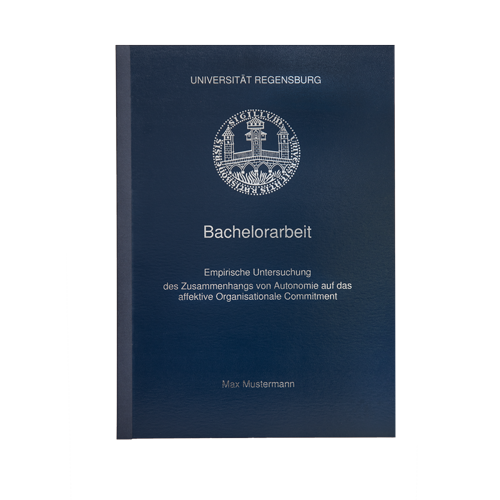 UNIVERSITÄT REGENSBURG
Bachelorarbeit
Empirische Untersuchung
des Zusammenhangs von Autonomie auf das
affektive Organisationale Commitment
Max Mustermann